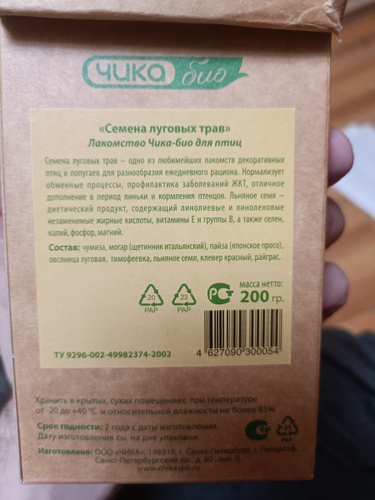 чика био
«Семена луговых трав»
Лакомство Чика-био для птиц
Семена луговых трав – одно из любимейших лакомств декоративных
птиц и попугаев для разнообразия ежедневного рациона. Нормализует
обменные процессы, профилактика заболеваний ЖКТ, отличное
дополнение в период линьки и кормления птенцов. Льняное семя –
диетический продукт, содержащий линолиевые и линоленовые
незаменимые жирные кислоты, витамины Е и группы В, а также селен,
калий, фосфор, магний.
Состав: чумиза, могар (щетинник итальянский), пайза (японское просо),
овсяница луговая, тимофеевка, льняное семя, клевер красный, райграс.
20
PAP
22
PAP
РС
масса нетто:
200 гр.
ТУ 9296-002-49982374-2002
4 627090 300054
Хранить в крытых, сухих помещениях, при температуре
от -20 до +40 °С и относительной влажности не более 85%
Срок годности: 2 года с даты изготовления.
Дату изготовления см. на дне упаковки.
Изготовлено: ООО «ЧИКА», 198516, г. Санкт-Петербург, г. Петергоф,
Санкт-Петербургский пр., д. 60, лит. Л.
PAP